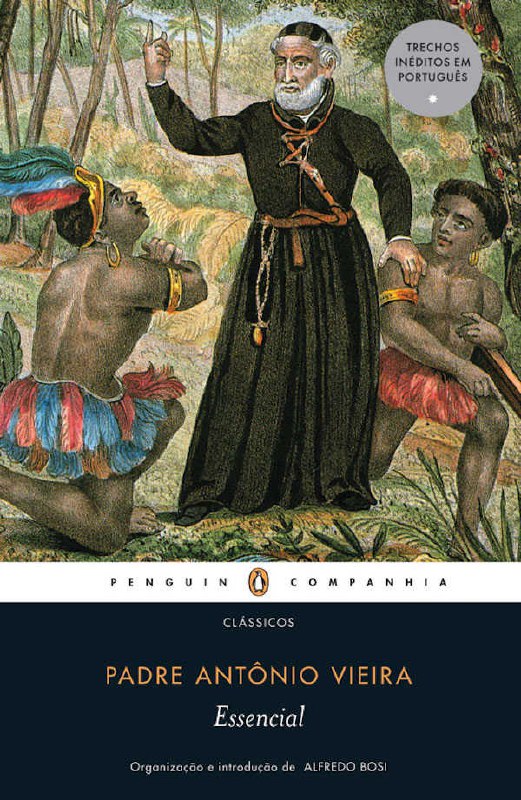 TRECHOS
INÉDITOS EM
PORTUGUÊS
PENGUIN COMPANHIA
CLÁSSICOS
PADRE ANTÔNIO VIEIRA
Essencial
Organização e introdução de ALFREDO BOSI